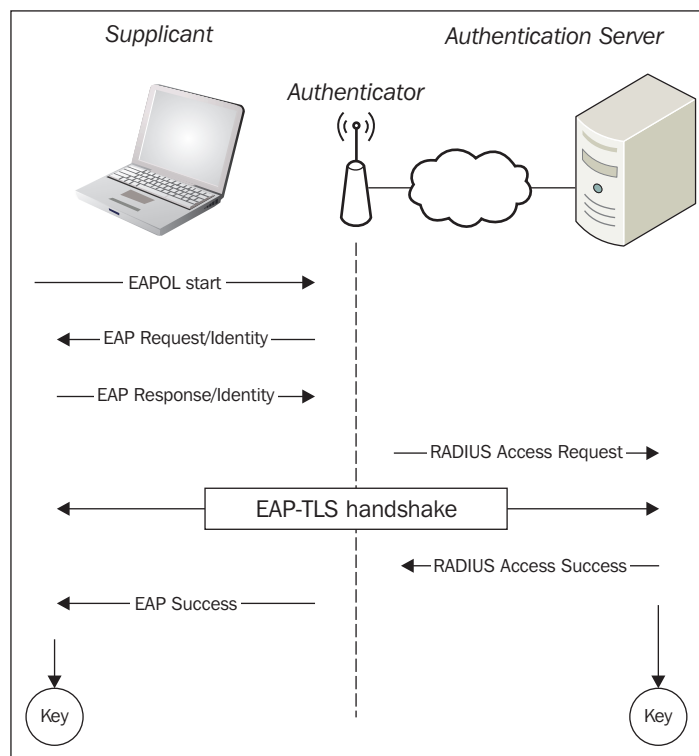 Supplicant
Authentication Server
Authenticator
EAPOL start
EAP Request/Identity
EAP Response/Identity
RADIUS Access Request
EAP-TLS handshake
RADIUS Access Success
EAP Success
Key
Key